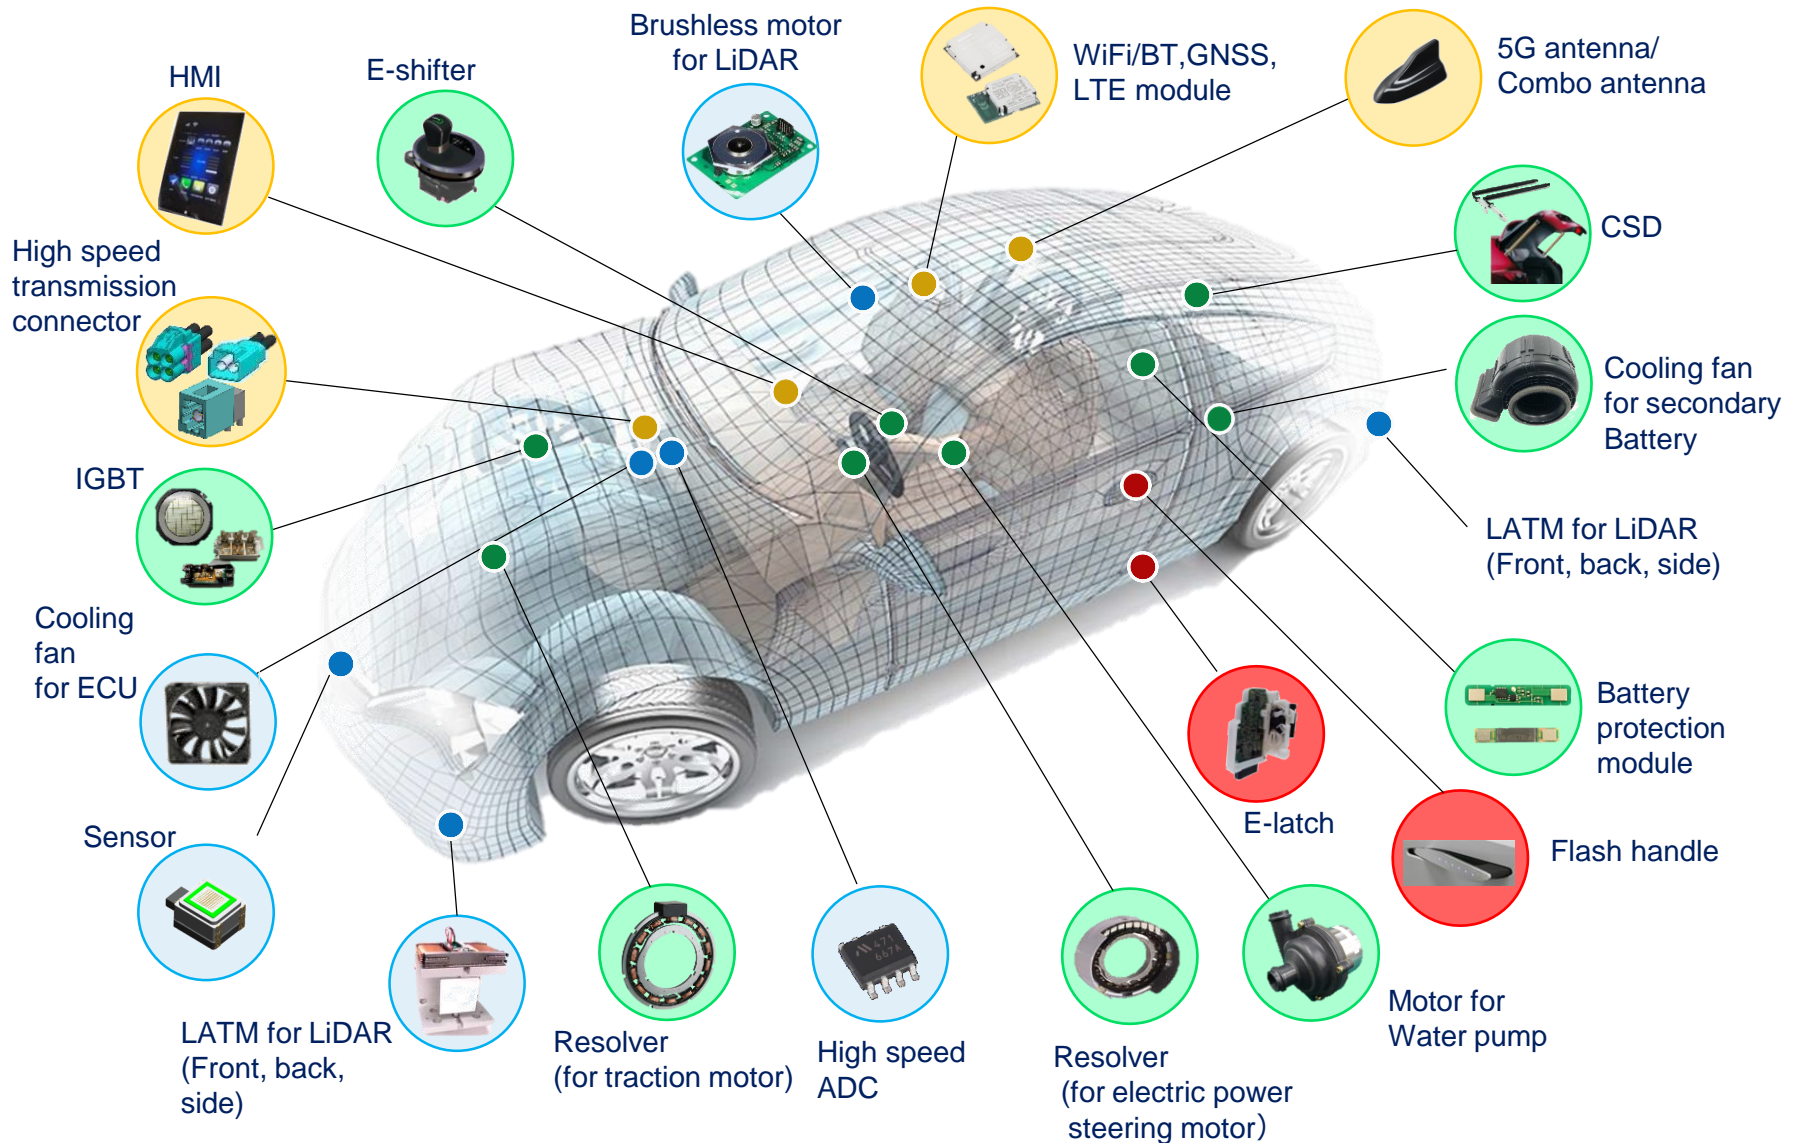 HMI
E-shifter
Brushless motor
for LiDAR
WiFi/BT,GNSS,
LTE module
5G antenna/
Combo antenna
High speed
transmission
connector
CSD
Cooling fan
for secondary
Battery
IGBT
LATM for LiDAR
(Front, back, side)
Cooling
fan
for ECU
Battery
protection
module
Sensor
E-latch
Flash handle
LATM for LiDAR
(Front, back,
side)
Resolver
(for traction motor)
471
667A
High speed
ADC
Resolver
(for electric power
steering motor)
Motor for
Water pump